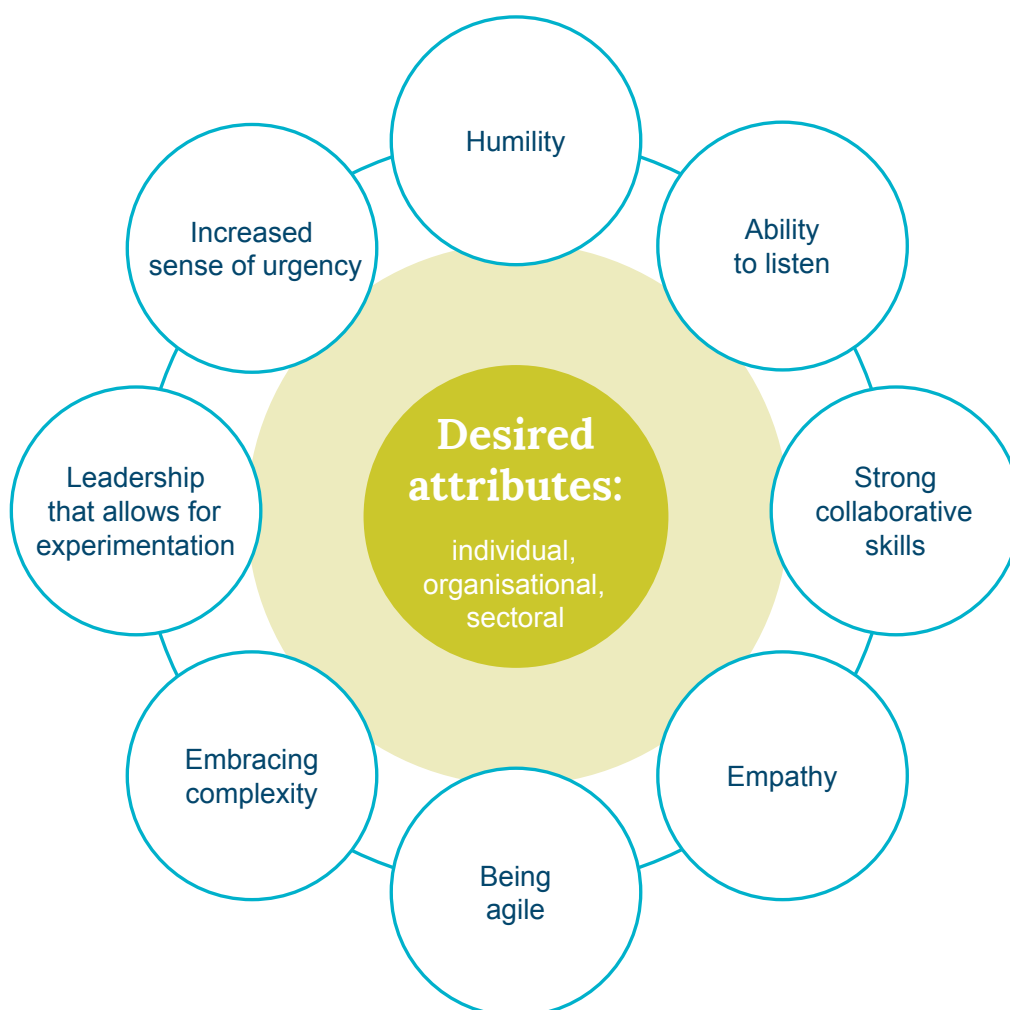 Humility
Ability
to listen
Strong
collaborative
skills
Empathy
Being
agile
Embracing
complexity
Leadership
that allows for
experimentation
Increased
sense of urgency
Desired
attributes:
individual,
organisational,
sectoral